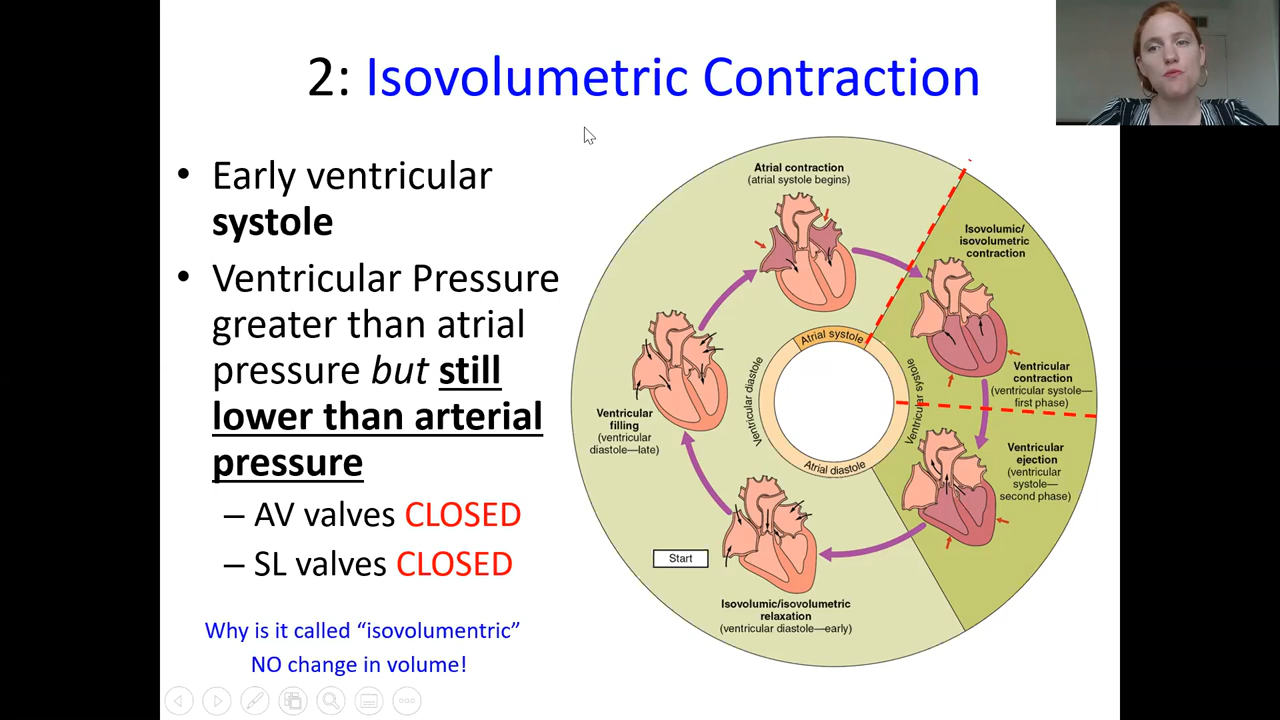 2: Isovolumetric Contraction
• Early ventricular
systole
• Ventricular Pressure
greater than atrial
pressure but still
lower than arterial
pressure
– AV valves CLOSED
– SL valves CLOSED
Why is it called “isovolumentric”
NO change in volume!
Atrial contraction
(atrial systole begins)
Isovolumic/
isovolumetric
contraction
Ventricular
contraction
(ventricular systole—
first phase)
Ventricular
ejection
(ventricular
systole—
second phase)
Isovolumic/isovolumetric
relaxation
(ventricular diastole—early)
Start
Ventricular
filling
(ventricular
diastole—late)
Atrial systole
Ventricular systole
Atrial diastole
Ventricular diastole